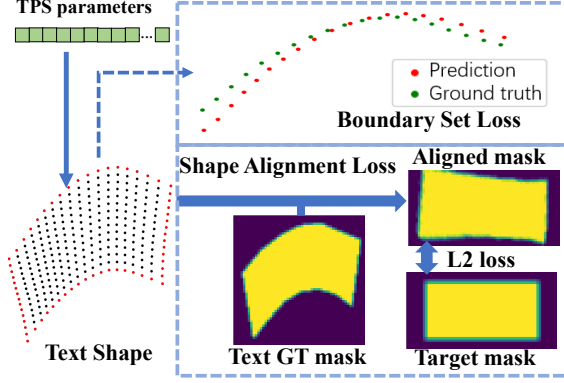 TPS parameters
...
Prediction
Ground truth
Boundary Set Loss
Shape Alignment Loss
Aligned mask
L2 loss
Text Shape
Text GT mask
Target mask